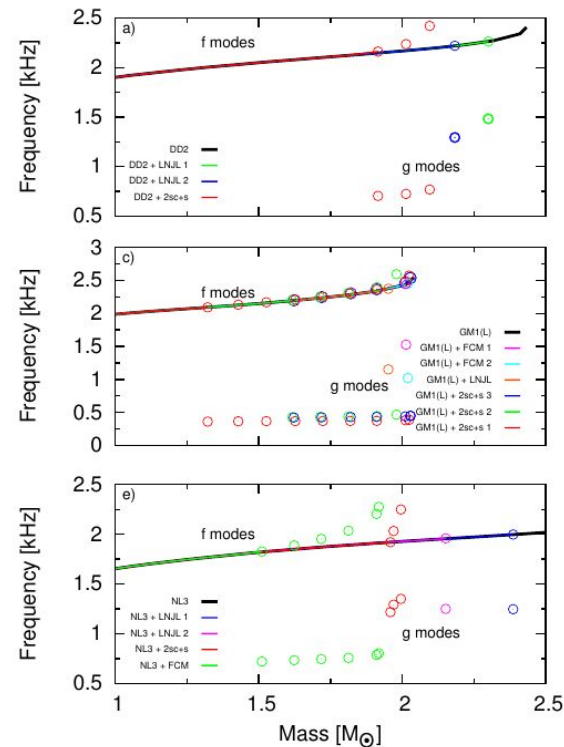 a)
f modes
2.5
2
1.5
1
0.5
Frequency [kHz]
g modes
DD2
DD2 + LNJL 1
DD2 + LNJL 2
DD2 + 2sc+s
c)
f modes
3
2.5
2
1.5
1
0.5
0
Frequency [kHz]
g modes
GM1(L)
GM1(L) + FCM 1
GM1(L) + FCM 2
GM1(L) + LNJL
GM1(L) + 2sc+s 3
GM1(L) + 2sc+s 2
GM1(L) + 2sc+s 1
e)
f modes
2.5
2
1.5
1
0.5
Frequency [kHz]
g modes
NL3
NL3 + LNJL 1
NL3 + LNJL 2
NL3 + 2sc+s
NL3 + FCM
1 1.5 2 2.5
Mass [M☉]